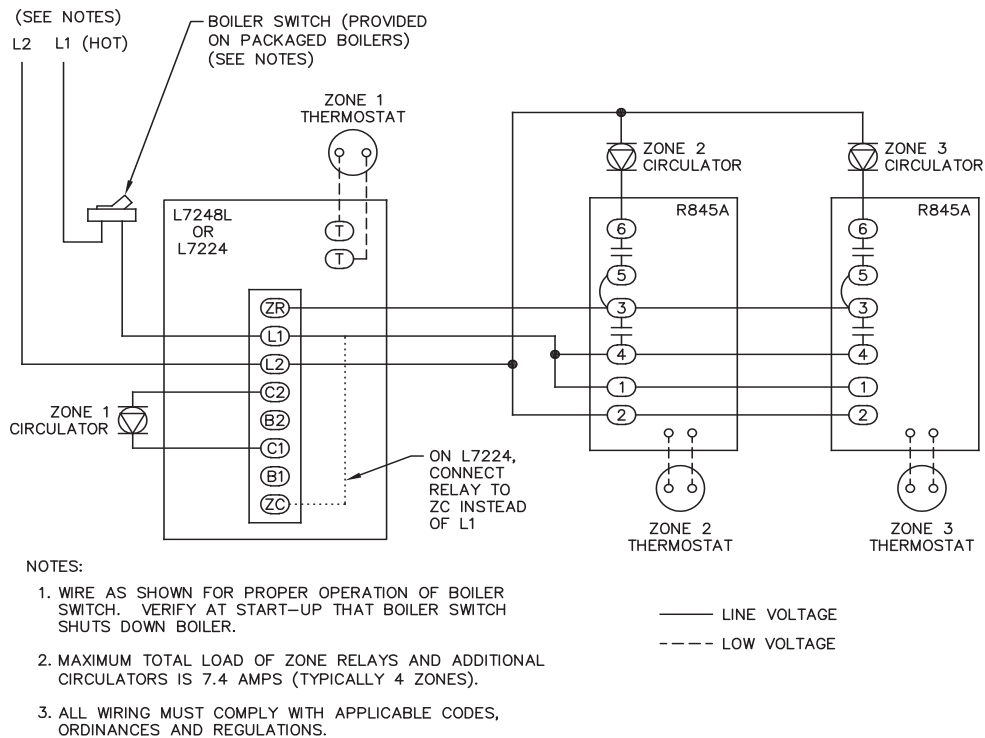 (SEE NOTES)
L2 L1 (HOT)
BOILER SWITCH (PROVIDED
ON PACKAGED BOILERS)
(SEE NOTES)
ZONE 1
THERMOSTAT
ZONE 2
CIRCULATOR
ZONE 3
CIRCULATOR
L7248L
OR
L7224
T
T
R845A
6
5
3
4
1
2
R845A
6
5
3
4
1
2
ZR
L1
L2
C2
B2
C1
B1
ZC
ZONE 1
CIRCULATOR
ON L7224,
CONNECT
RELAY TO
ZC INSTEAD
OF L1
ZONE 2
THERMOSTAT
ZONE 3
THERMOSTAT
NOTES:
1. WIRE AS SHOWN FOR PROPER OPERATION OF BOILER
SWITCH. VERIFY AT START-UP THAT BOILER SWITCH
SHUTS DOWN BOILER.
2. MAXIMUM TOTAL LOAD OF ZONE RELAYS AND ADDITIONAL
CIRCULATORS IS 7.4 AMPS (TYPICALLY 4 ZONES).
3. ALL WIRING MUST COMPLY WITH APPLICABLE CODES,
ORDINANCES AND REGULATIONS.
LINE VOLTAGE
LOW VOLTAGE